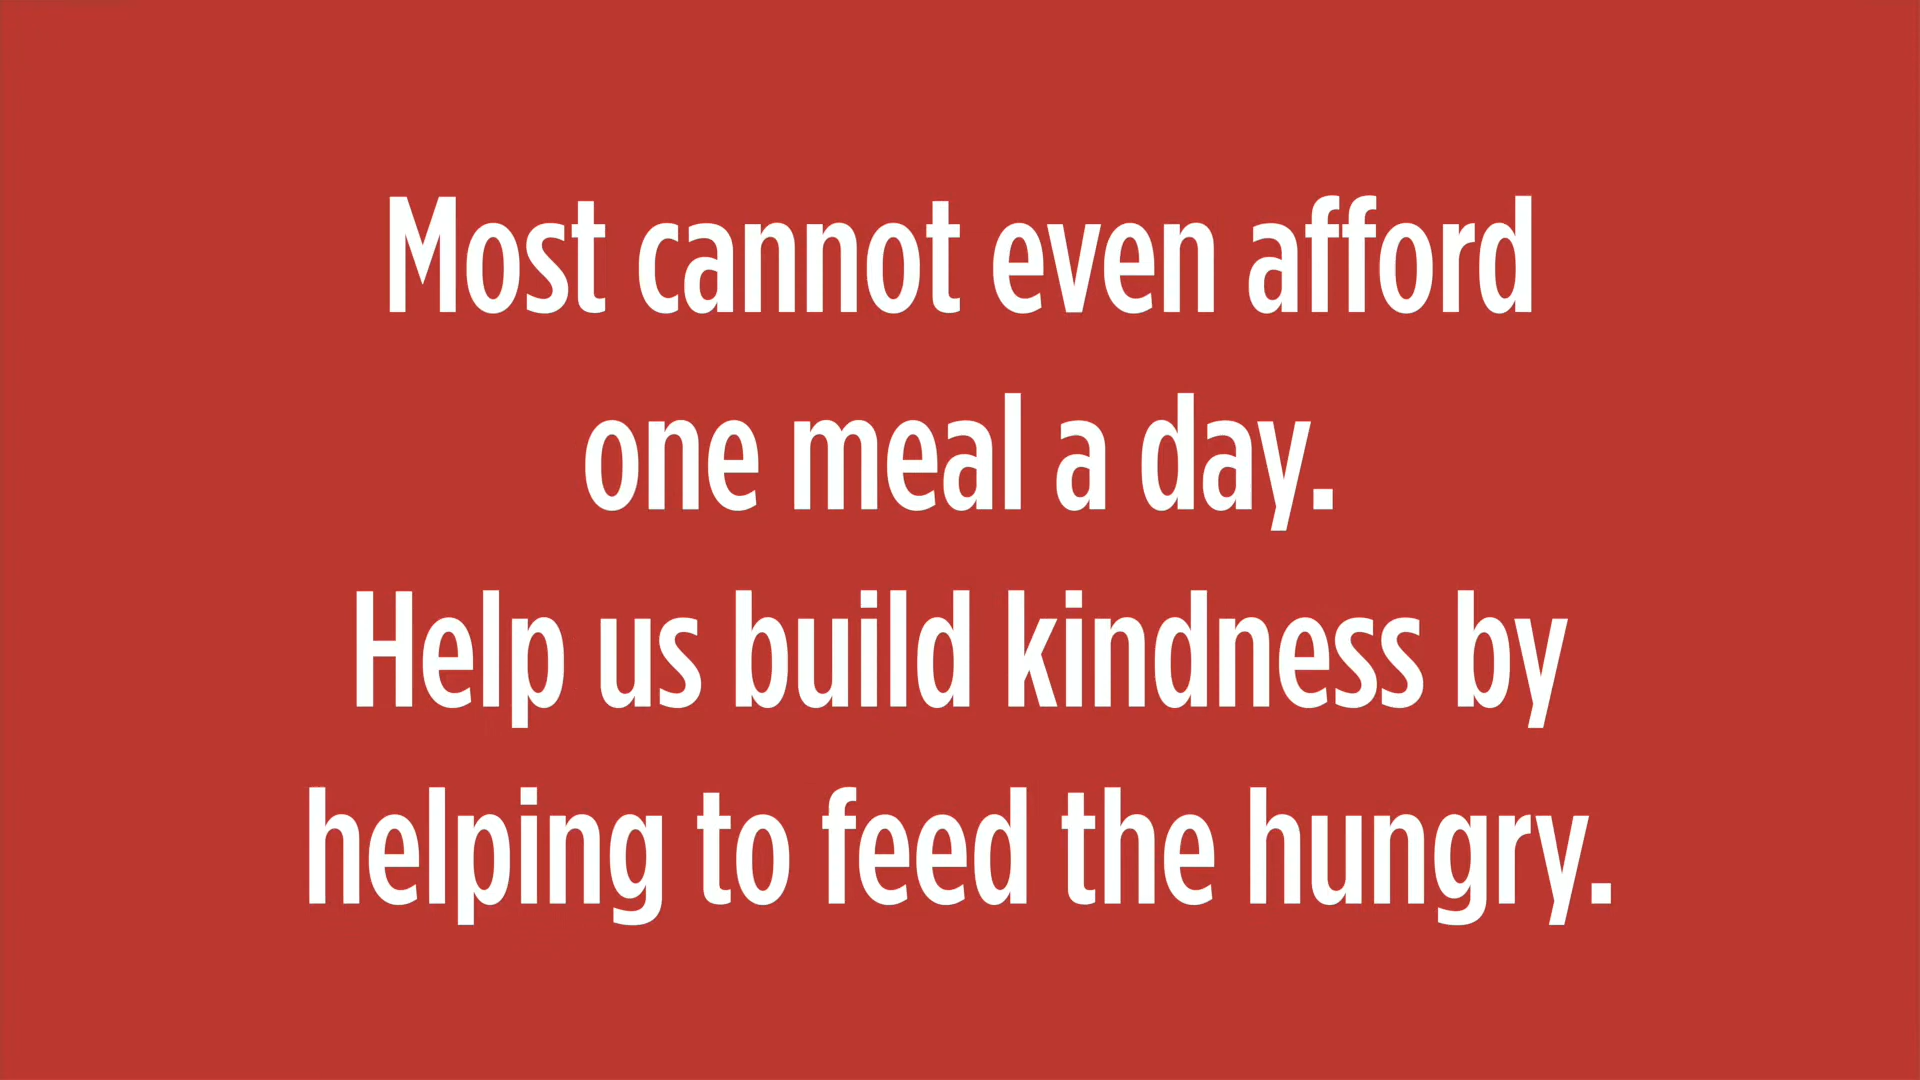 Most cannot even afford
one meal a day.
Help us build kindness by
helping to feed the hungry.